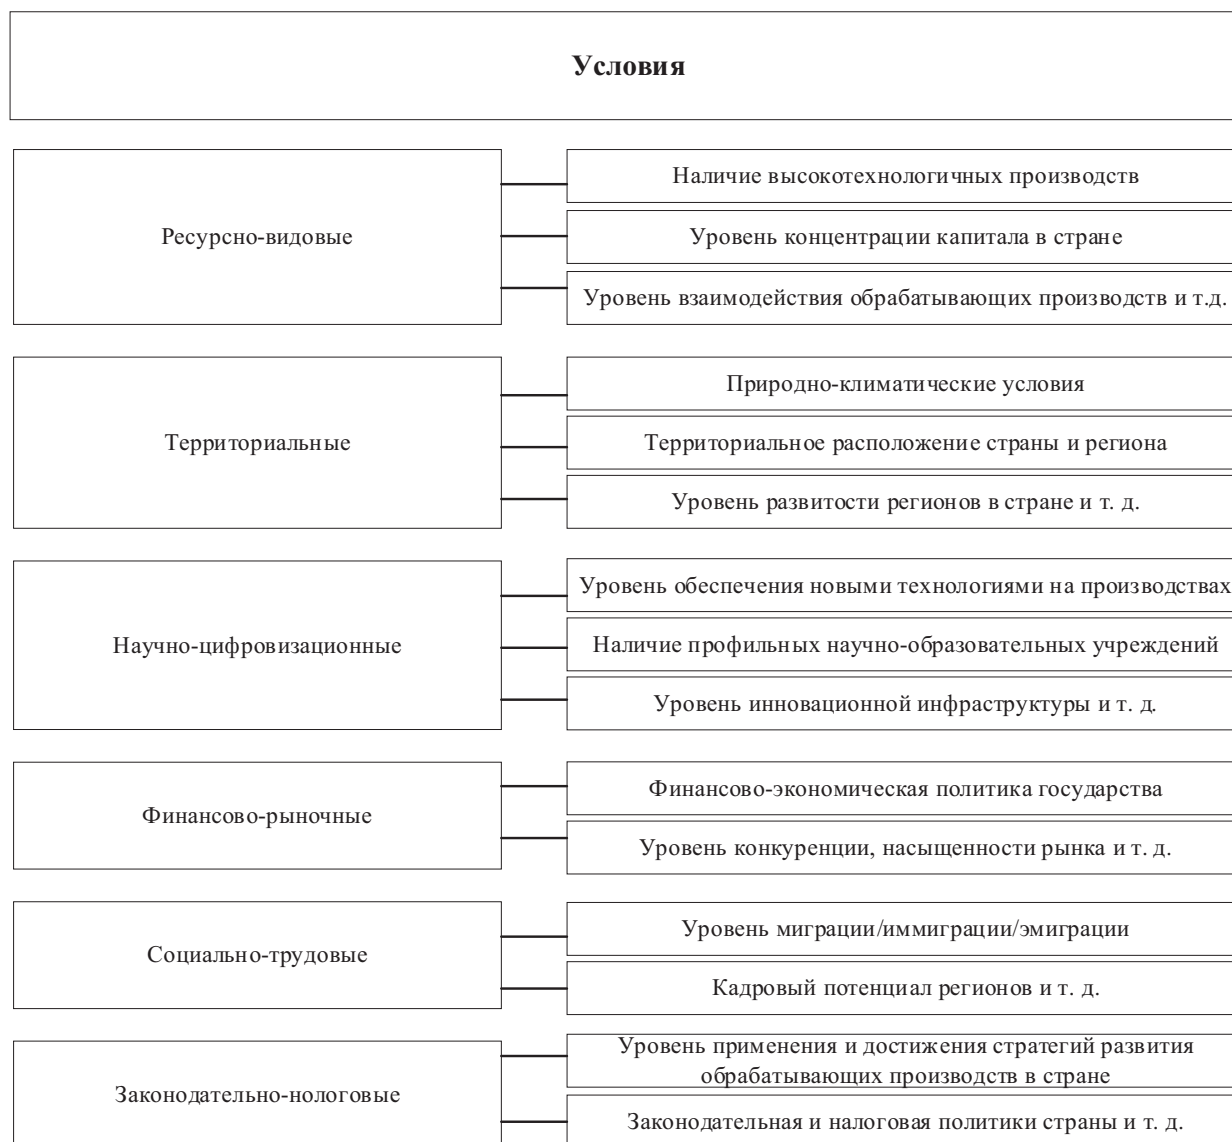 Условия
Ресурсно-видовые
Наличие высокотехнологичных производств
Уровень концентрации капитала в стране
Уровень взаимодействия обрабатывающих производств и т.д.
Территориальные
Природно-климатические условия
Территориальное расположение страны и региона
Уровень развитости регионов в стране и т. д.
Научно-цифровизационные
Уровень обеспечения новыми технологиями на производствах
Наличие профильных научно-образовательных учреждений
Уровень инновационной инфраструктуры и т. д.
Финансово-рыночные
Финансово-экономическая политика государства
Уровень конкуренции, насыщенности рынка и т. д.
Социально-трудовые
Уровень миграции/иммиграции/эмиграции
Кадровый потенциал регионов и т. д.
Законодательно-нологовые
Уровень применения и достижения стратегий развития
обрабатывающих производств в стране
Законодательная и налоговая политики страны и т. д.